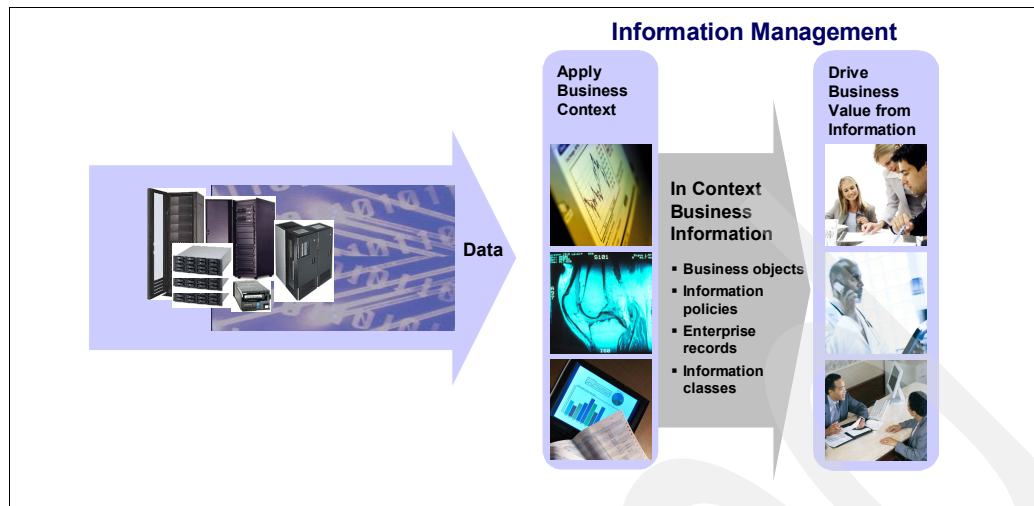 Information Management
Apply
Business
Context
Drive
Business
Value from
Information
Data
In Context
Business
Information
▪ Business objects
▪ Information
policies
▪ Enterprise
records
▪ Information
classes
S101